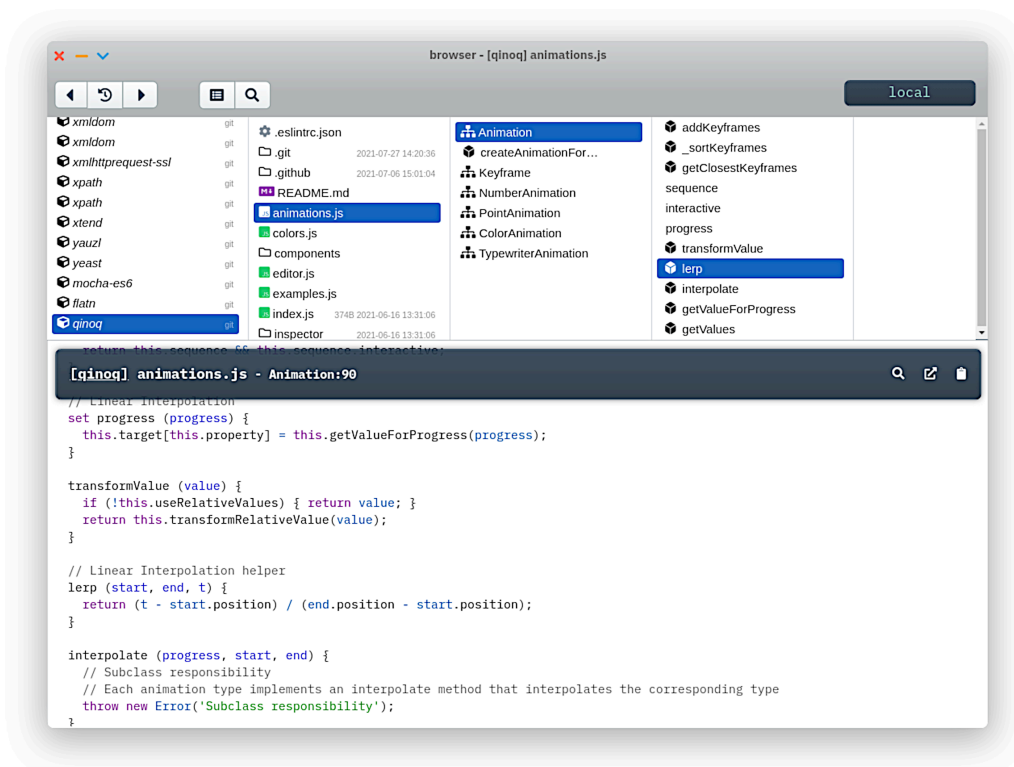 browser - [qinoq] animations.js
local
xmldom git
xmldom git
xmlhttprequest-ssl git
xpath git
xpath git
xtend git
yauzl git
yeast git
mocha-es6 git
flatn git
qinoq git
.eslintrc.json
.git 2021-07-27 14:20:36
.github 2021-07-06 15:01:04
README.md
animations.js
colors.js
components
editor.js
examples.js
index.js 374B 2021-06-16 13:31:06
inspector 2021-06-16 13:31:06
Animation
createAnimationFor...
Keyframe
NumberAnimation
PointAnimation
ColorAnimation
TypewriterAnimation
addKeyframes
_sortKeyframes
getClosestKeyframes
sequence
interactive
progress
transformValue
lerp
interpolate
getValueForProgress
getValues
return this.sequence && this.sequence.interactive;
[qinoq] animations.js - Animation:90
// Linear Interpolation
set progress (progress) {
this.target[this.property] = this.getValueForProgress(progress);
}
transformValue (value) {
if (!this.useRelativeValues) { return value; }
return this.transformRelativeValue(value);
}
// Linear Interpolation helper
lerp (start, end, t) {
return (t - start.position) / (end.position - start.position);
}
interpolate (progress, start, end) {
// Subclass responsibility
// Each animation type implements an interpolate method that interpolates the corresponding type
throw new Error('Subclass responsibility');
}